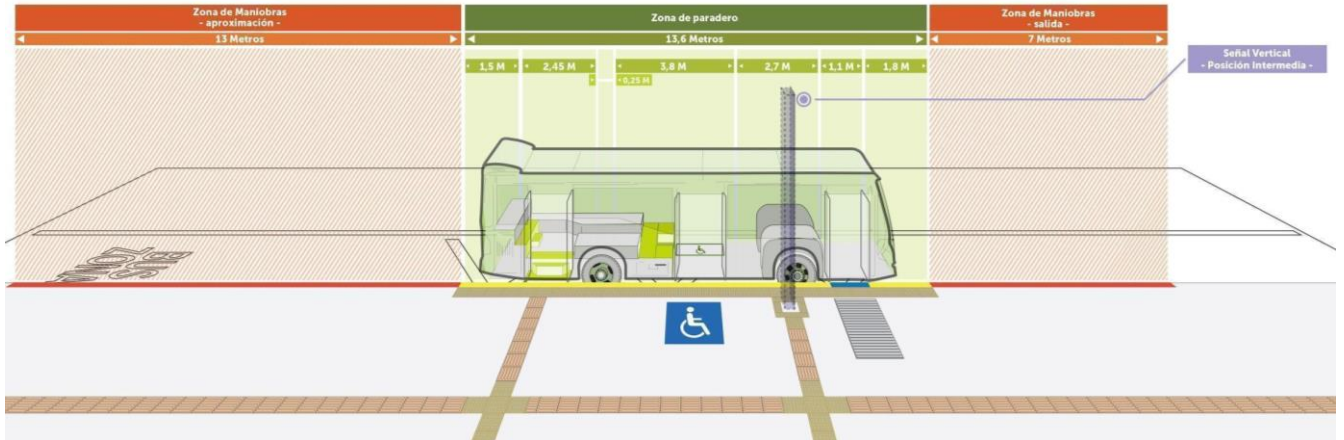 Zona de Maniobras
- aproximación -
Zona de paradero
Zona de Maniobras
- salida -
13 Metros
13,6 Metros
7 Metros
Señal Vertical
- Posición Intermedia -
1,5 M
2,45 M
3,8 M
2,7 M
1,1 M
1,8 M
0,25 M
BUS